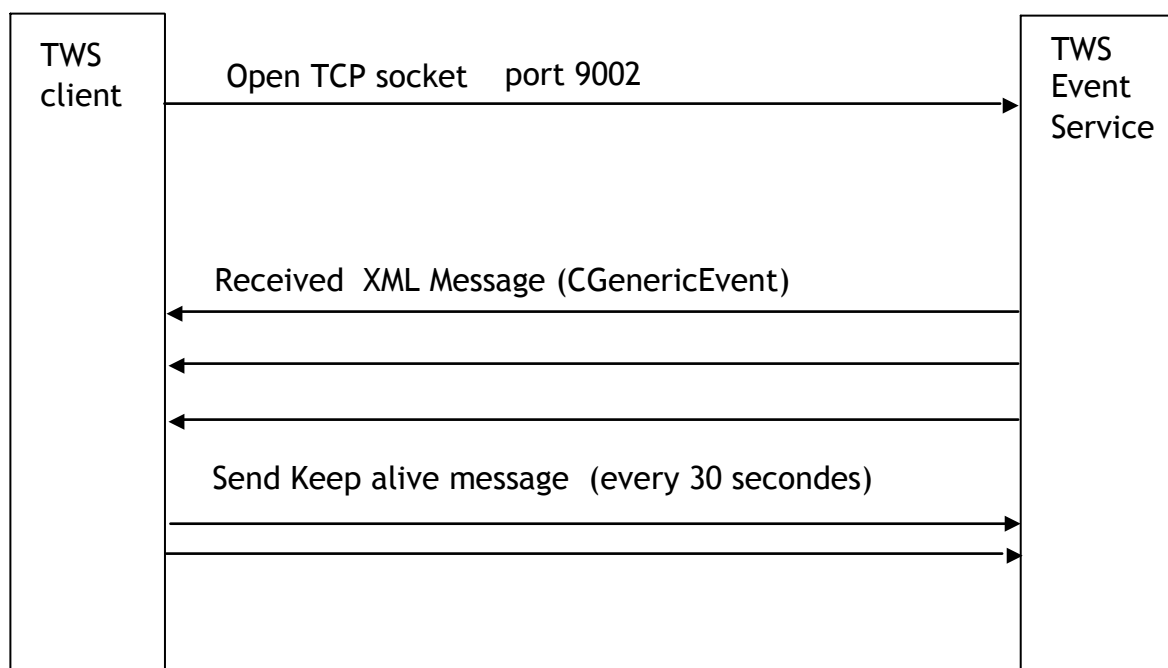 TWS
client
Open TCP socket port 9002
TWS
Event
Service
Received XML Message (CGenericEvent)
Send Keep alive message (every 30 secondes)